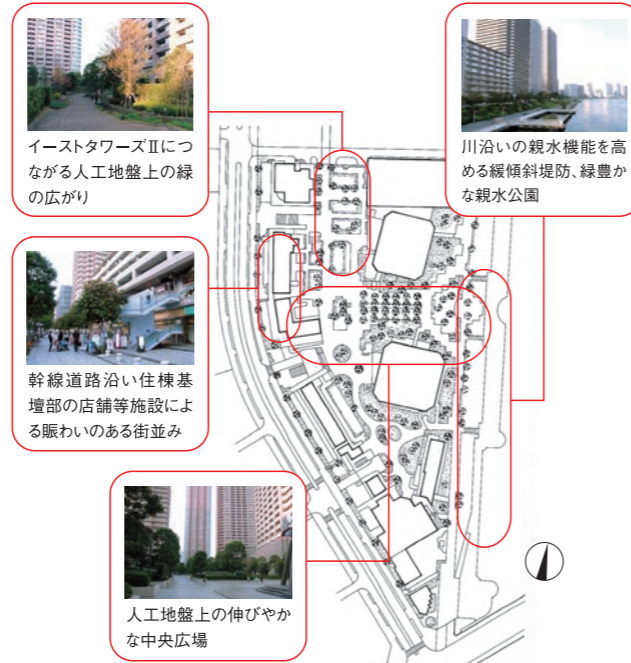 イーストタワーズⅡにつ
ながる人工地盤上の緑
の広がり
川沿いの親水機能を高
める緩傾斜堤防、緑豊か
な親水公園
幹線道路沿い住棟基
壇部の店舗等施設によ
る賑わいのある街並み
人工地盤上の伸びやか
な中央広場